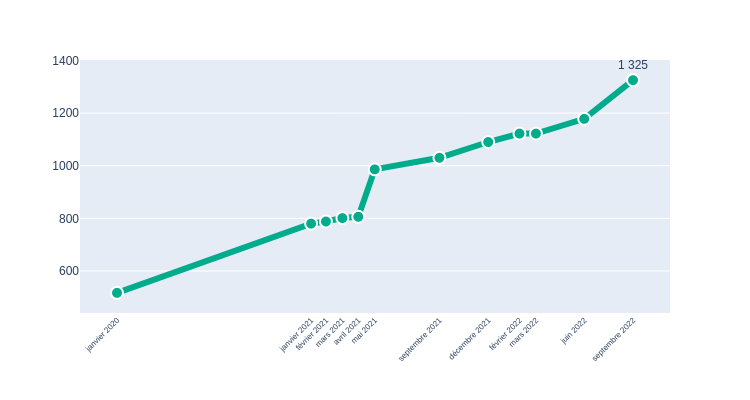 1400
1 325
1200
1000
800
600
janvier 2020
janvier 2021
février 2021
mars 2021
avril 2021
mai 2021
septembre 2021
décembre 2021
février 2022
mars 2022
juin 2022
septembre 2022